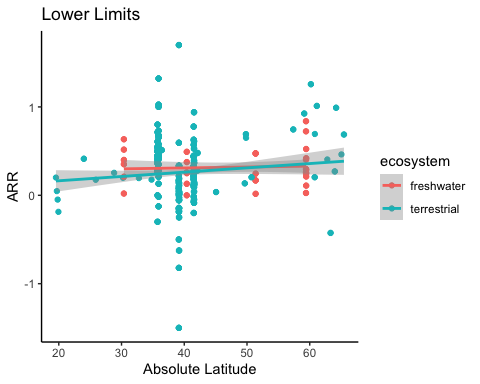 Lower Limits
1
0
-1
ARR
20 30 40 50 60
Absolute Latitude
ecosystem
freshwater
terrestrial